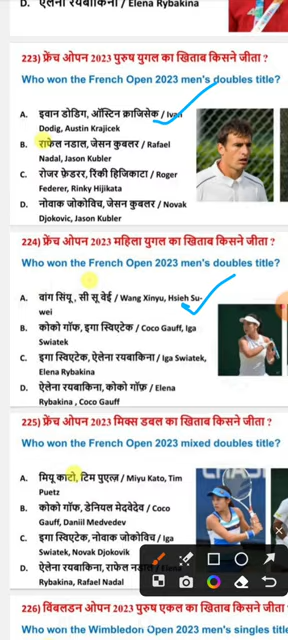 D. ऐलेना रयबाकिना / Elena Rybakina
223) फ्रेंच ओपन 2023 पुरुष युगल का खिताब किसने जीता ?
Who won the French Open 2023 men's doubles title?
A. इवान डोडिग, ऑस्टिन क्राजिसेक / Ivan
Dodig, Austin Krajicek
B. राफेल नडाल, जेसन कुबलर / Rafael
Nadal, Jason Kubler
C. रोजर फ़ेडरर, रिंकी हिजिकाटा / Roger
Federer, Rinky Hijikata
D. नोवाक जोकोविच, जेसन कुबलर / Novak
Djokovic, Jason Kubler
224) फ्रेंच ओपन 2023 महिला युगल का खिताब किसने जीता ?
Who won the French Open 2023 men's doubles title?
A. वांग सिंयू , सी सू वेई / Wang Xinyu, Hsieh Su-
wei
B. कोको गॉफ, इगा स्विएटेक / Coco Gauff, Iga
Swiatek
C. इगा स्विएटेक, ऐलेना रयबाकिना / Iga Swiatek,
Elena Rybakina
D. ऐलेना रयबाकिना, कोको गॉफ़ / Elena
Rybakina , Coco Gauff
225) फ्रेंच ओपन 2023 मिक्स डबल का खिताब किसने जीता ?
Who won the French Open 2023 mixed doubles title?
A. मियू काटो, टिम पुएत्ज़ / Miyu Kato, Tim
Puetz
B. कोको गॉफ, डेनियल मेदवेदेव / Coco
Gauff, Daniil Medvedev
C. इगा स्विएटेक, नोवाक जोकोविच / Iga
Swiatek, Novak Djokovik
D. ऐलेना रयबाकिना, राफेल नडाल / Elena
Rybakina, Rafael Nadal
226) विंबलडन ओपन 2023 पुरुष एकल का खिताब किसने जीता
Who won the Wimbledon Open 2023 men's singles title